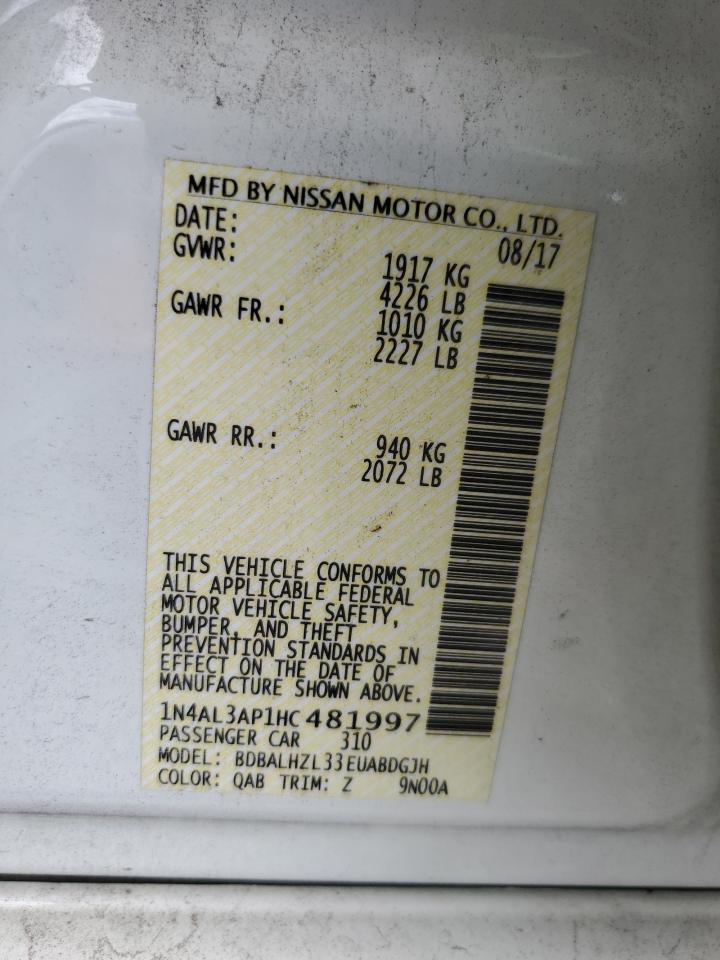 MFD BY NISSAN MOTOR CO., LTD.
DATE: 08/17
GVWR: 1917 KG
4226 LB
GAWR FR.: 1010 KG
2227 LB
GAWR RR.: 940 KG
2072 LB
THIS VEHICLE CONFORMS TO
ALL APPLICABLE FEDERAL
MOTOR VEHICLE SAFETY,
BUMPER, AND THEFT
PREVENTION STANDARDS IN
EFFECT ON THE DATE OF
MANUFACTURE SHOWN ABOVE.
1N4AL3AP1HC481997
PASSENGER CAR 310
MODEL: BDBALHZL33EUABDGJH
COLOR: QAB TRIM: Z 9N00A